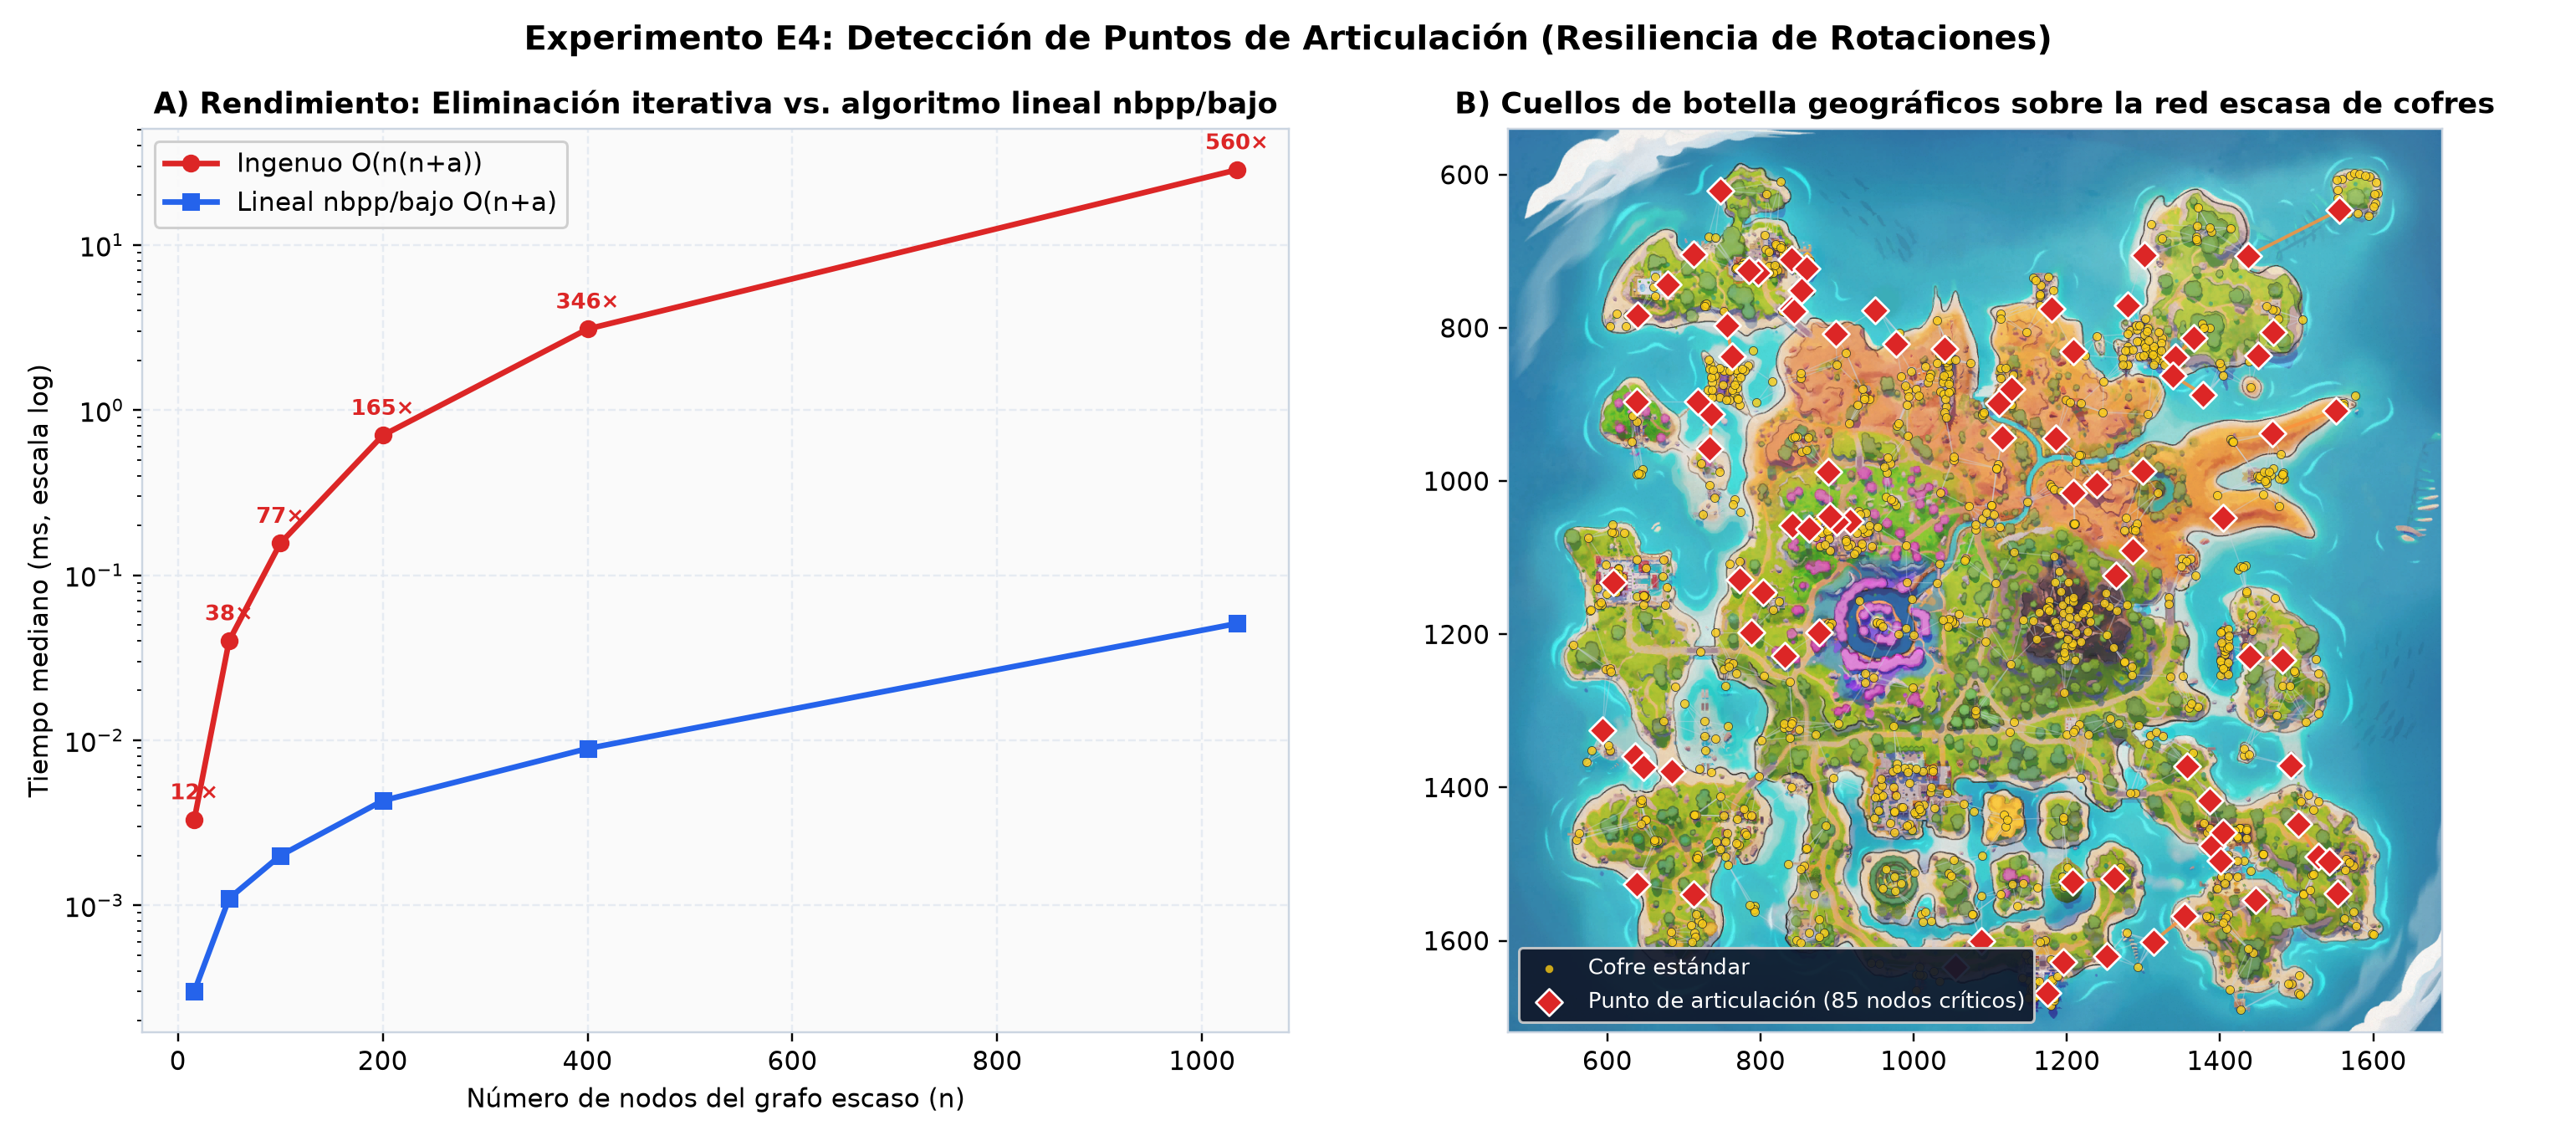 Experimento E4: Detección de Puntos de Articulación (Resiliencia de Rotaciones)
A) Rendimiento: Eliminación iterativa vs. algoritmo lineal nbpp/bajo
Ingenuo O(n(n+a))
Lineal nbpp/bajo O(n+a)
560×
346×
165×
77×
38×
12×
10¹
10⁰
10⁻¹
10⁻²
10⁻³
Tiempo mediano (ms, escala log)
0 200 400 600 800 1000
Número de nodos del grafo escaso (n)
B) Cuellos de botella geográficos sobre la red escasa de cofres
600
800
1000
1200
1400
1600
Cofre estándar
Punto de articulación (85 nodos críticos)
600 800 1000 1200 1400 1600